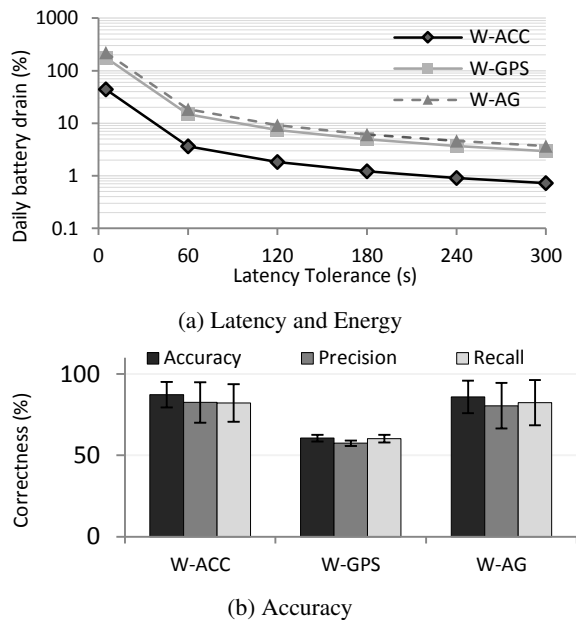 1000
100
10
1
0.1
Daily battery drain (%)
W-ACC
W-GPS
W-AG
0 60 120 180 240 300
Latency Tolerance (s)
(a) Latency and Energy
Accuracy Precision Recall
100
50
0
Correctness (%)
W-ACC W-GPS W-AG
(b) Accuracy